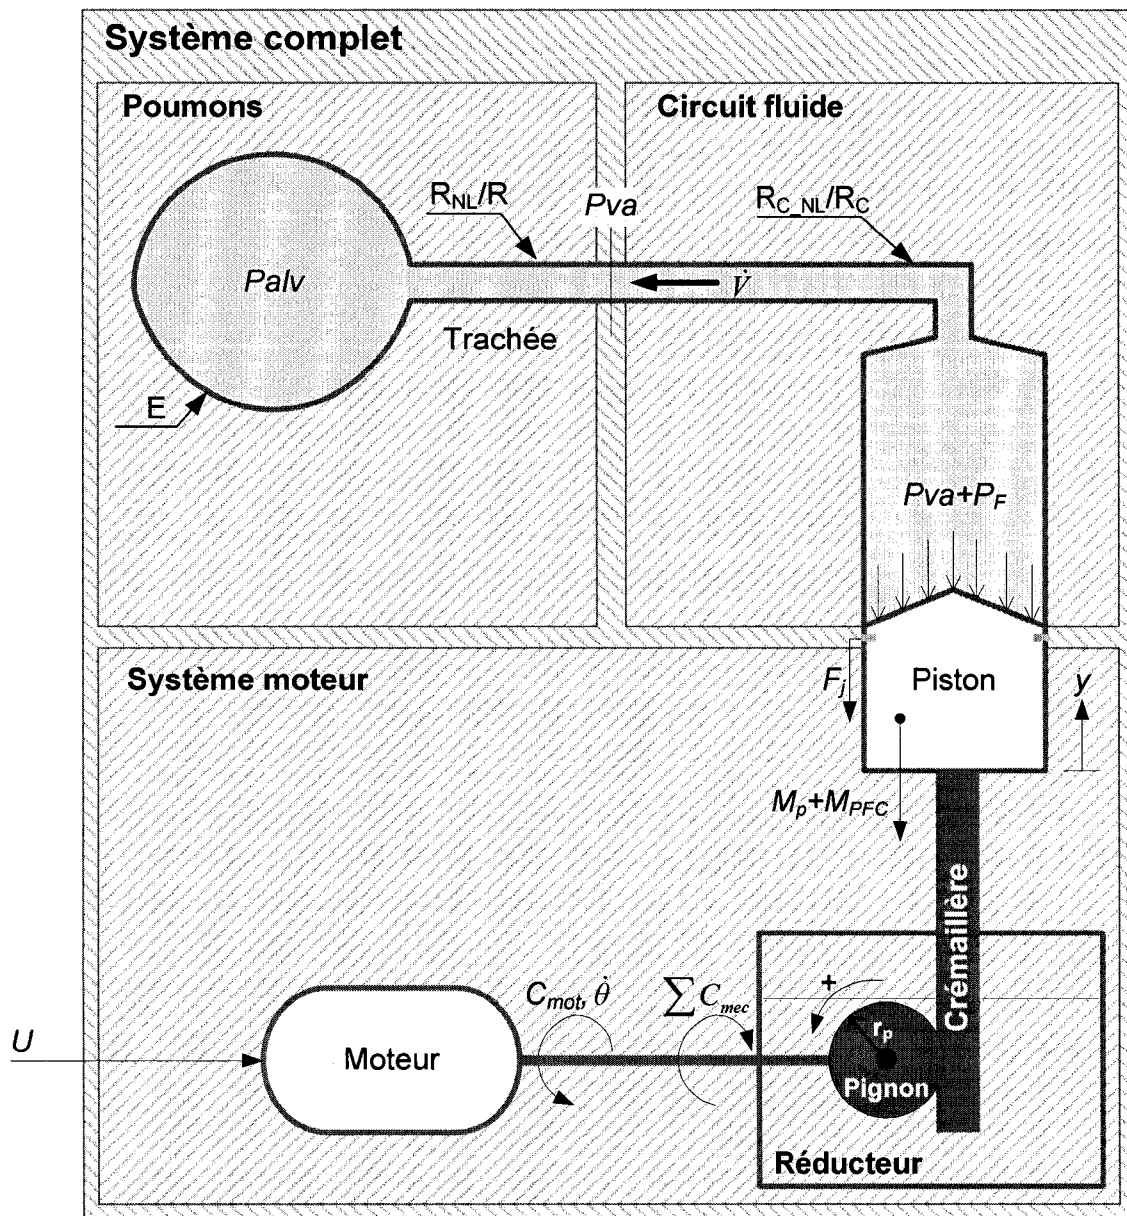 Système complet
Poumons
Circuit fluide
R_NL/R
Pva
R_C_NL/R_C
Palv
V̇
Trachée
E
Pva+P_F
Système moteur
F_j
Piston
y
M_p+M_PFC
Crémaillère
C_mot, θ̇
∑ C_mec
+
r_p
U
Moteur
Pignon
Réducteur